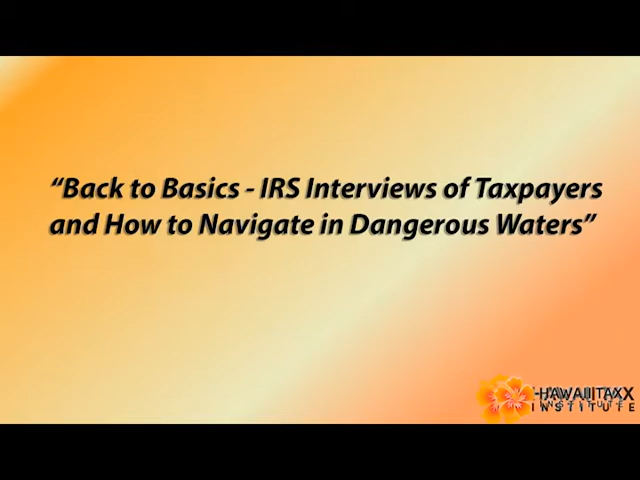 “Back to Basics - IRS Interviews of Taxpayers
and How to Navigate in Dangerous Waters”
HAWAII TAX
INSTITUTE